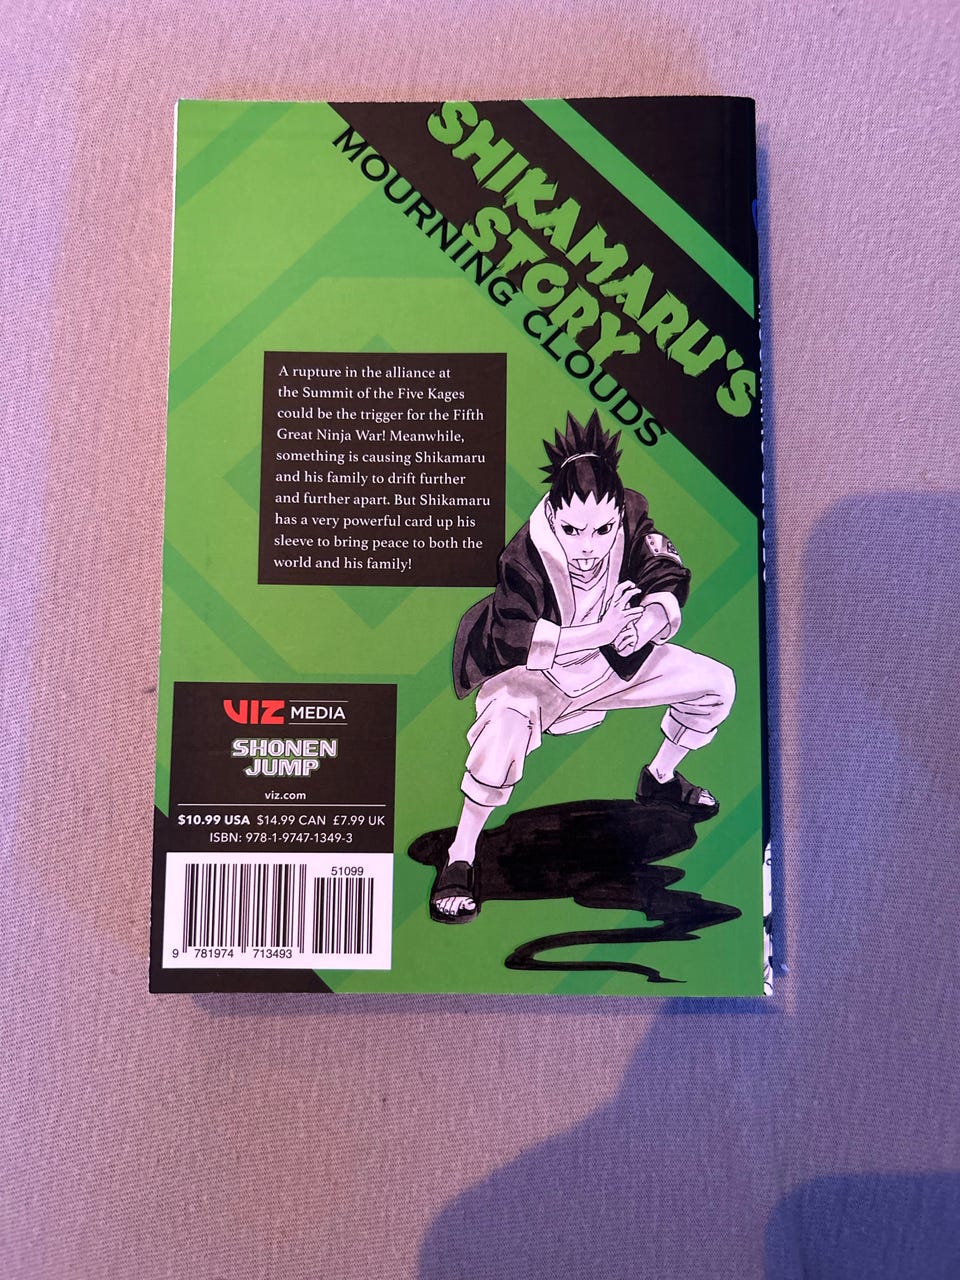 SHIKAMARU'S
STORY
MOURNING CLOUDS
A rupture in the alliance at
the Summit of the Five Kages
could be the trigger for the Fifth
Great Ninja War! Meanwhile,
something is causing Shikamaru
and his family to drift further
and further apart. But Shikamaru
has a very powerful card up his
sleeve to bring peace to both the
world and his family!
VIZ MEDIA
SHONEN
JUMP
viz.com
$10.99 USA $14.99 CAN £7.99 UK
ISBN: 978-1-9747-1349-3
51099
9 781974 713493